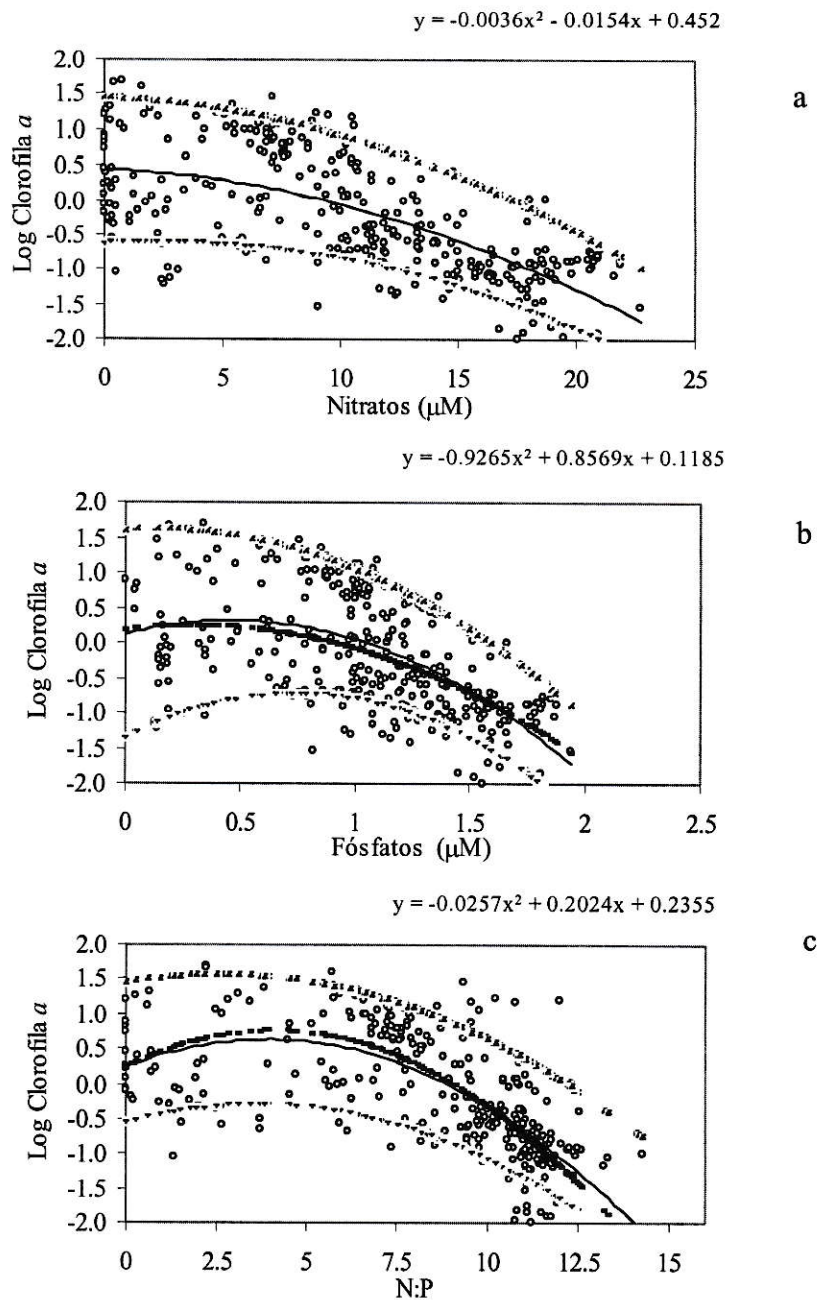 y = -0.0036x² - 0.0154x + 0.452
a
2.0
1.5
1.0
0.5
0.0
-0.5
-1.0
-1.5
-2.0
Log Clorofila a
0 5 10 15 20 25
Nitratos (μM)
y = -0.9265x² + 0.8569x + 0.1185
b
2.0
1.5
1.0
0.5
0.0
-0.5
-1.0
-1.5
-2.0
Log Clorofila a
0 0.5 1 1.5 2 2.5
Fósfatos (μM)
y = -0.0257x² + 0.2024x + 0.2355
c
2.0
1.5
1.0
0.5
0.0
-0.5
-1.0
-1.5
-2.0
Log Clorofila a
0 2.5 5 7.5 10 12.5 15
N:P